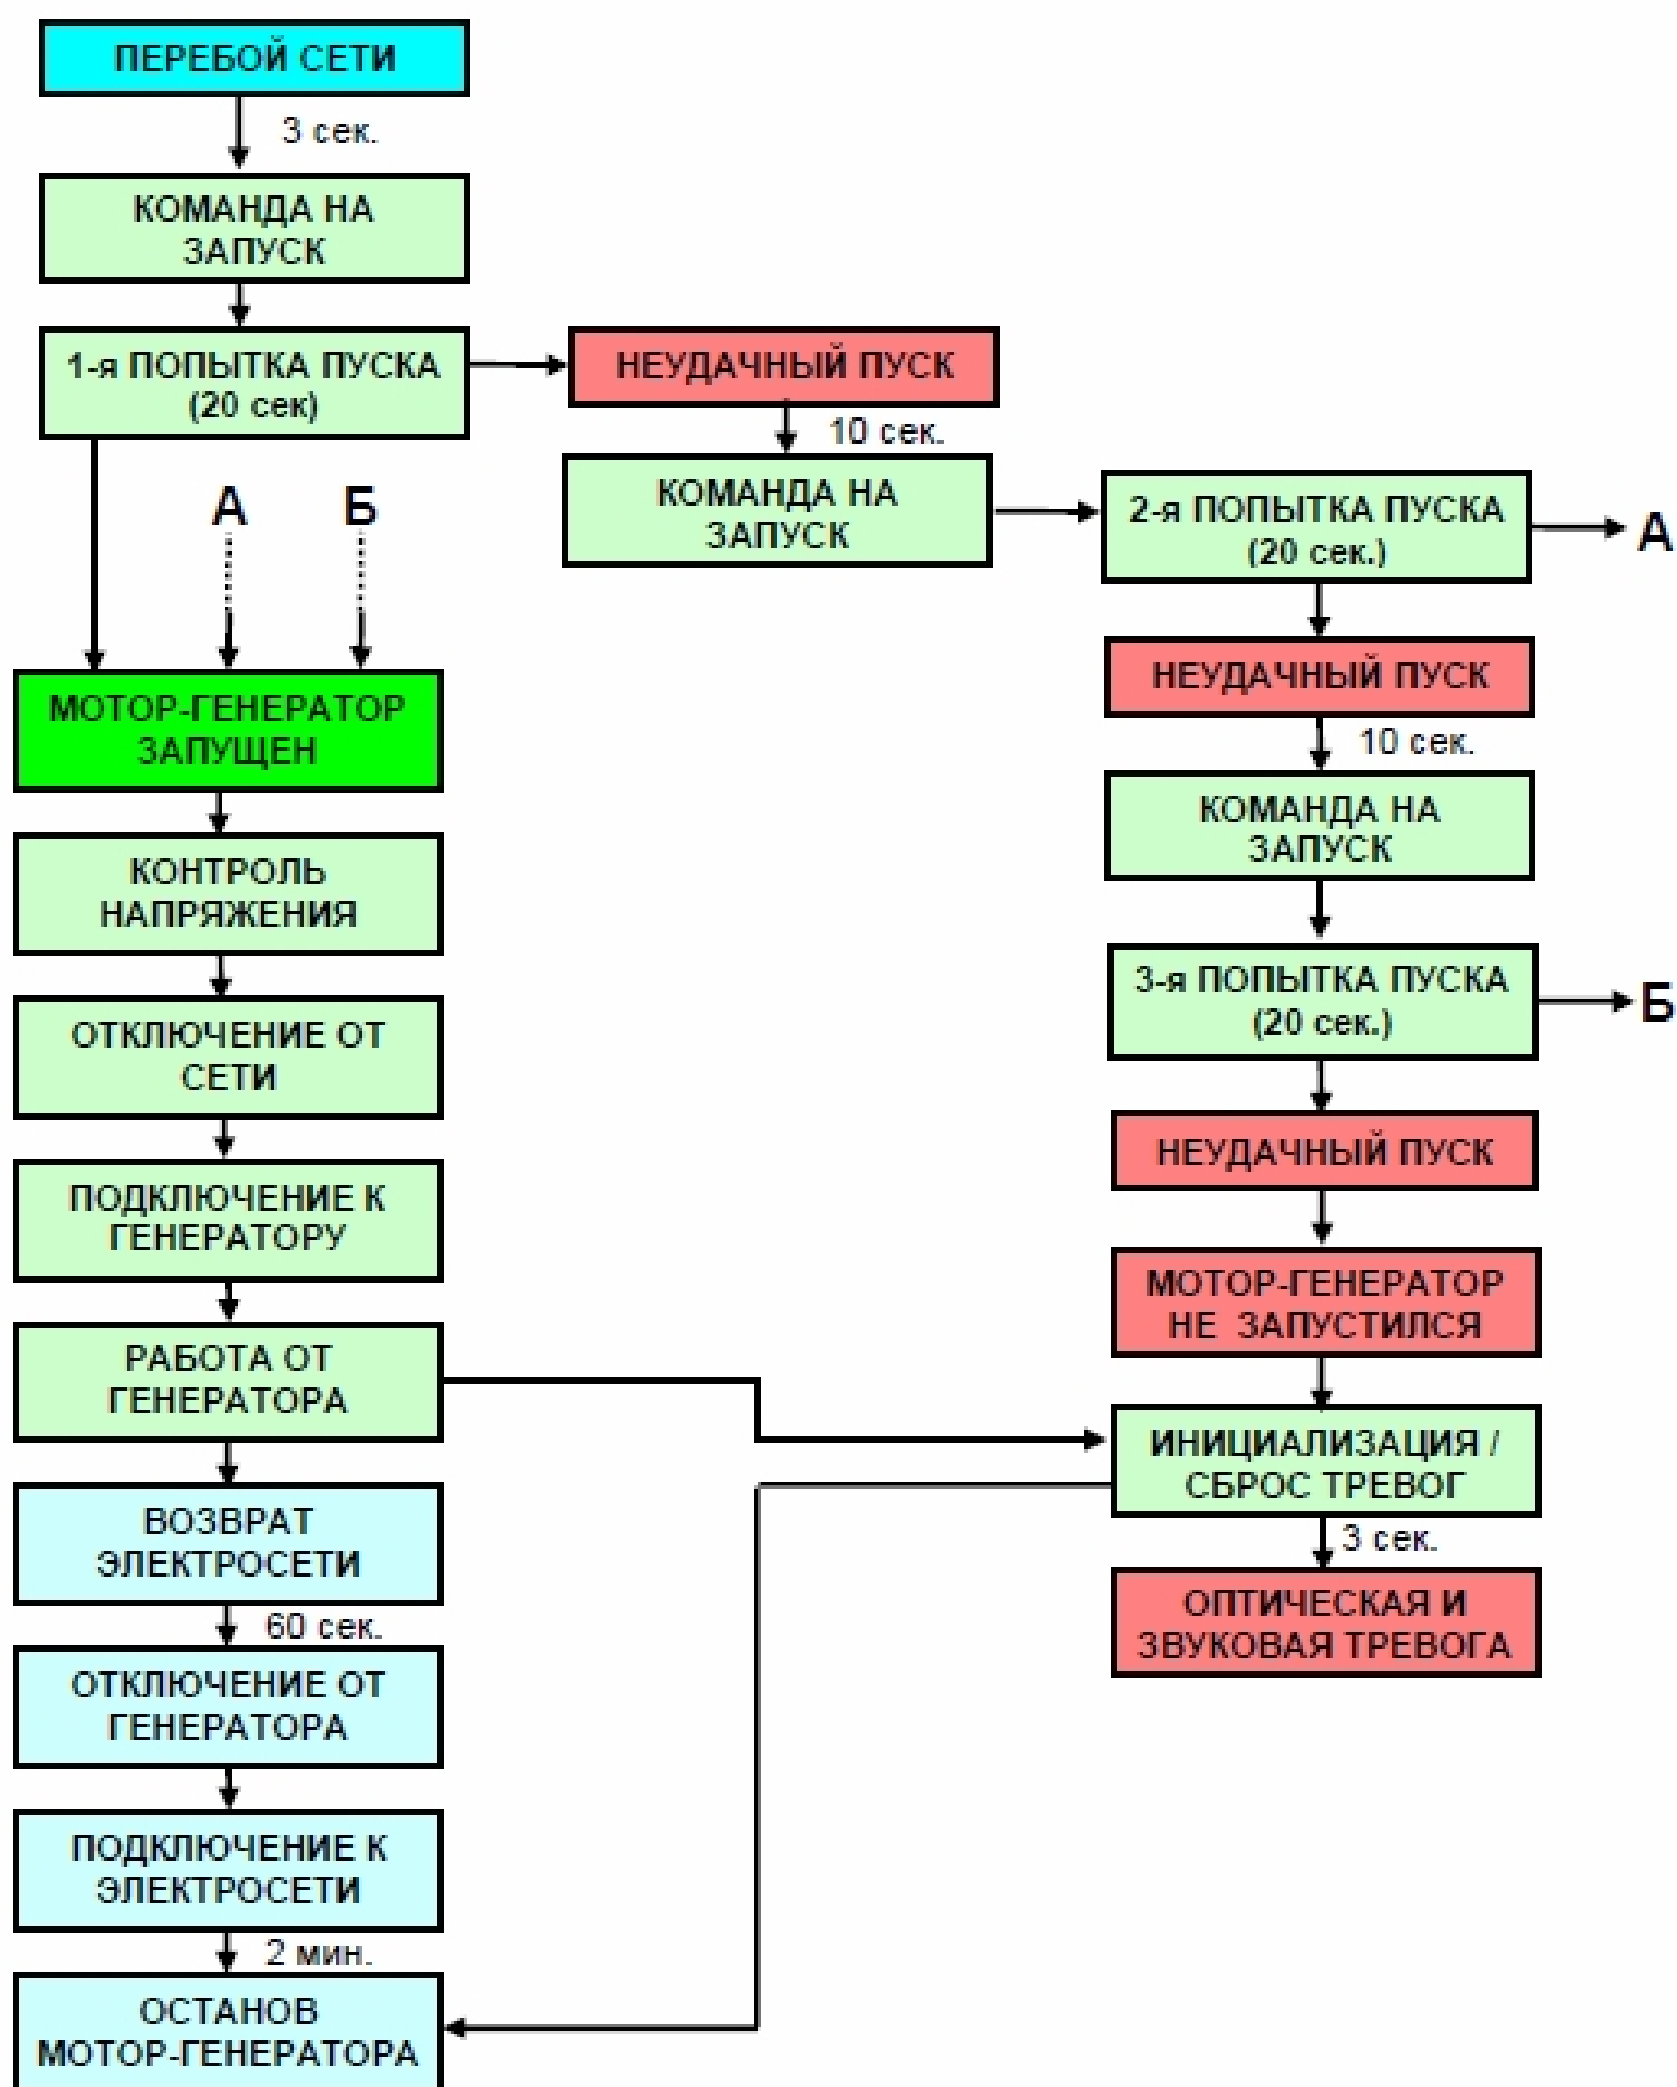 ПЕРЕБОЙ СЕТИ
3 сек.
КОМАНДА НА
ЗАПУСК
1-я ПОПЫТКА ПУСКА
(20 сек)
НЕУДАЧНЫЙ ПУСК
10 сек.
КОМАНДА НА
ЗАПУСК
2-я ПОПЫТКА ПУСКА
(20 сек.)
А
НЕУДАЧНЫЙ ПУСК
10 сек.
КОМАНДА НА
ЗАПУСК
3-я ПОПЫТКА ПУСКА
(20 сек.)
Б
НЕУДАЧНЫЙ ПУСК
МОТОР-ГЕНЕРАТОР
НЕ ЗАПУСТИЛСЯ
ИНИЦИАЛИЗАЦИЯ /
СБРОС ТРЕВОГ
3 сек.
ОПТИЧЕСКАЯ И
ЗВУКОВАЯ ТРЕВОГА
А
Б
МОТОР-ГЕНЕРАТОР
ЗАПУЩЕН
КОНТРОЛЬ
НАПРЯЖЕНИЯ
ОТКЛЮЧЕНИЕ ОТ
СЕТИ
ПОДКЛЮЧЕНИЕ К
ГЕНЕРАТОРУ
РАБОТА ОТ
ГЕНЕРАТОРА
ВОЗВРАТ
ЭЛЕКТРОСЕТИ
60 сек.
ОТКЛЮЧЕНИЕ ОТ
ГЕНЕРАТОРА
ПОДКЛЮЧЕНИЕ К
ЭЛЕКТРОСЕТИ
2 мин.
ОСТАНОВ
МОТОР-ГЕНЕРАТОРА